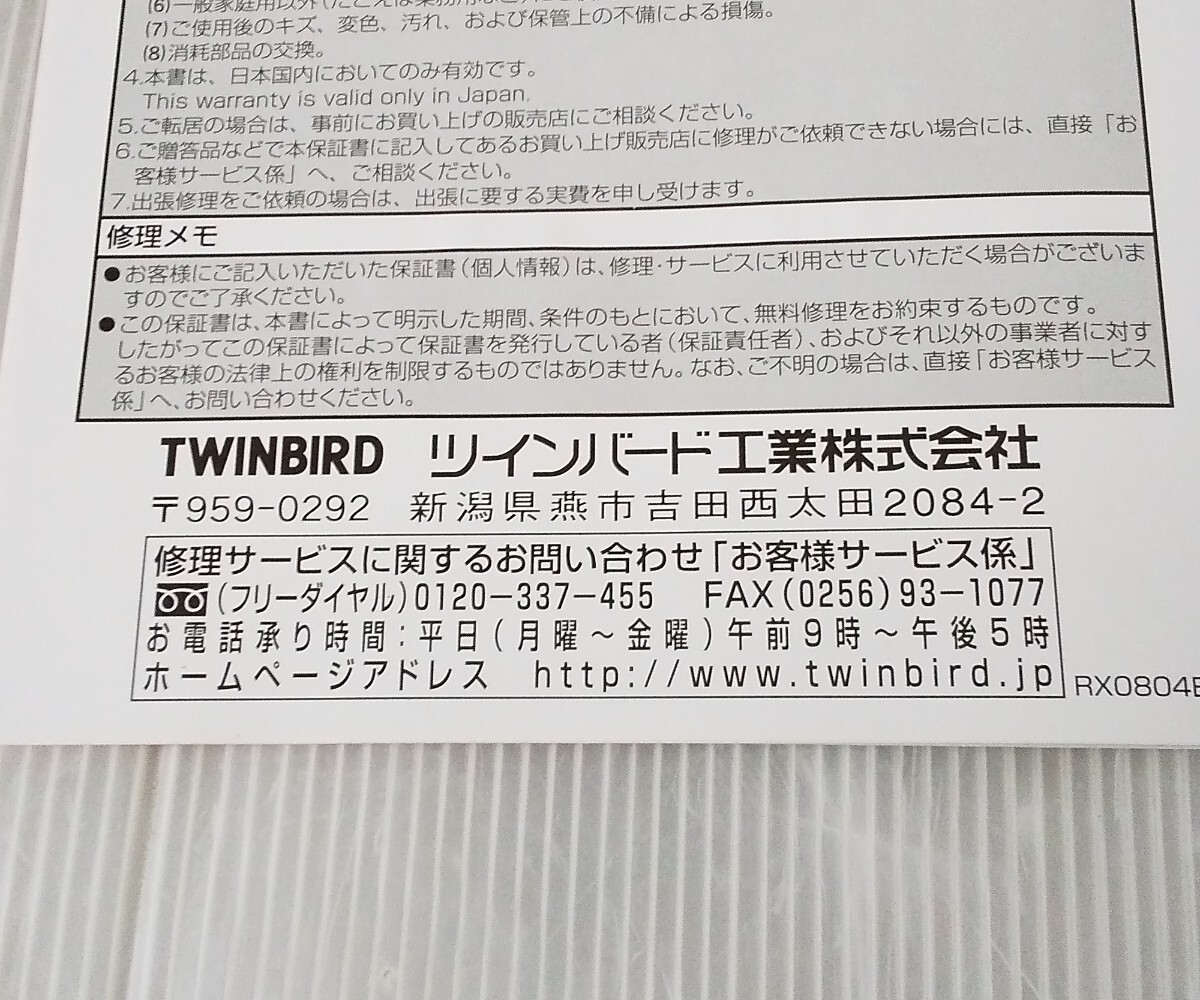 (6)一般家庭用以外(たとえば業務用など)
(7)ご使用後のキズ、変色、汚れ、および保管上の不備による損傷。
(8)消耗部品の交換。
4.本書は、日本国内においてのみ有効です。
This warranty is valid only in Japan.
5.ご転居の場合は、事前にお買い上げの販売店にご相談ください。
6.ご贈答品などで本保証書に記入してあるお買い上げ販売店に修理がご依頼できない場合には、直接「お
客様サービス係」へ、ご相談ください。
7.出張修理をご依頼の場合は、出張に要する実費を申し受けます。
修理メモ
●お客様にご記入いただいた保証書(個人情報)は、修理・サービスに利用させていただく場合がございま
すのでご了承ください。
●この保証書は、本書によって明示した期間、条件のもとにおいて、無料修理をお約束するものです。
したがってこの保証書によって保証書を発行している者(保証責任者)、およびそれ以外の事業者に対す
るお客様の法律上の権利を制限するものではありません。なお、ご不明の場合は、直接「お客様サービス
係」へ、お問い合わせください。
TWINBIRD ツインバード工業株式会社
〒959-0292 新潟県燕市吉田西太田2084-2
修理サービスに関するお問い合わせ「お客様サービス係」
(フリーダイヤル)0120-337-455 FAX(0256)93-1077
お電話承り時間:平日(月曜～金曜)午前9時～午後5時
ホームページアドレス http://www.twinbird.jp
RX0804E